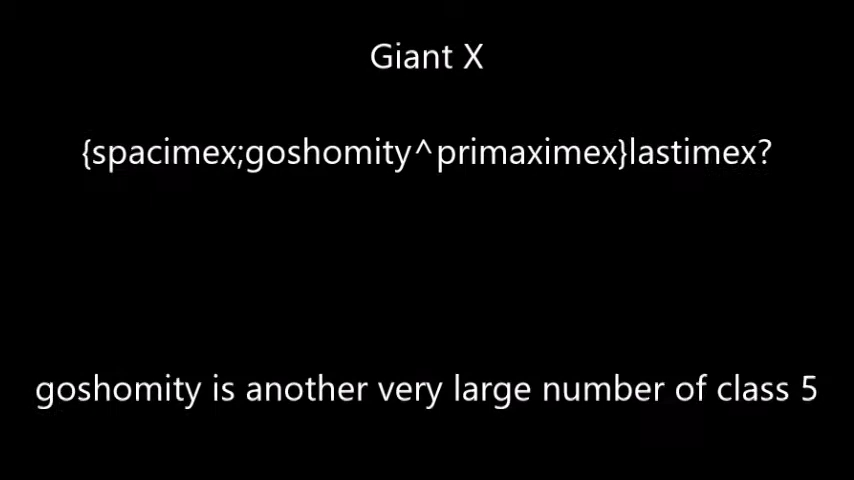 Giant X
{spacimex;goshomity^primaximex}lastimex?
goshomity is another very large number of class 5